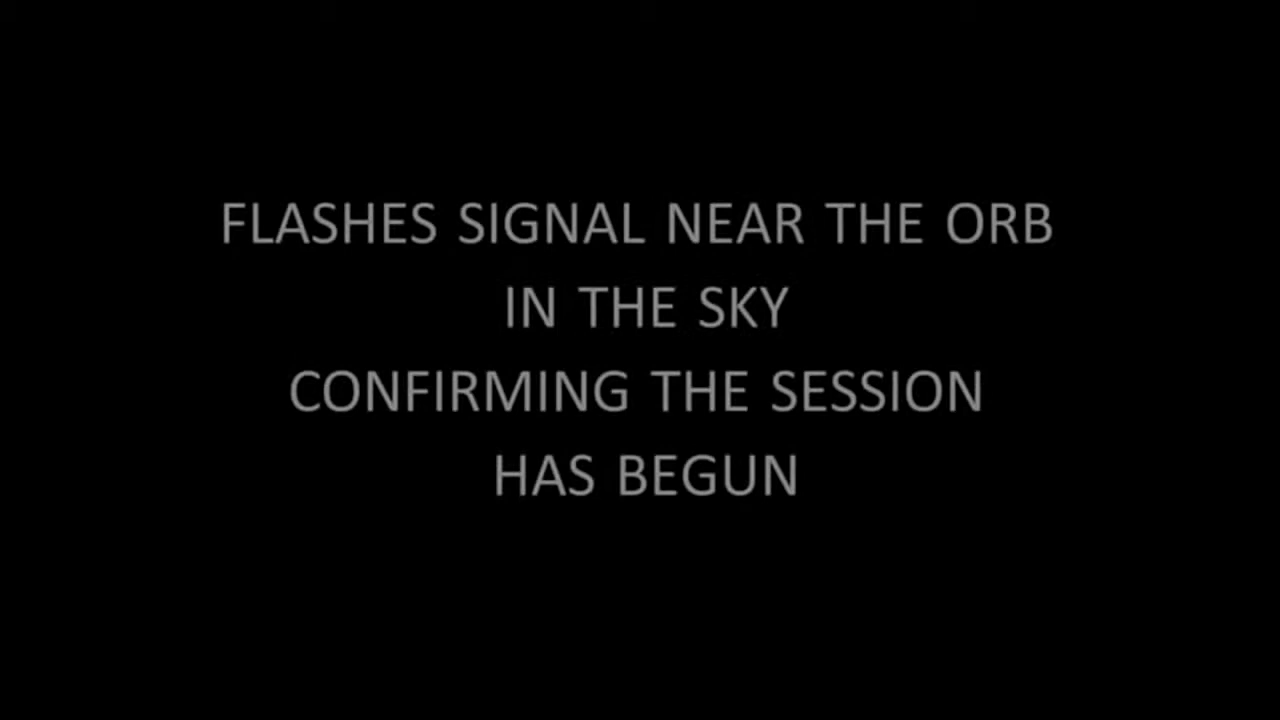 FLASHES SIGNAL NEAR THE ORB
IN THE SKY
CONFIRMING THE SESSION
HAS BEGUN